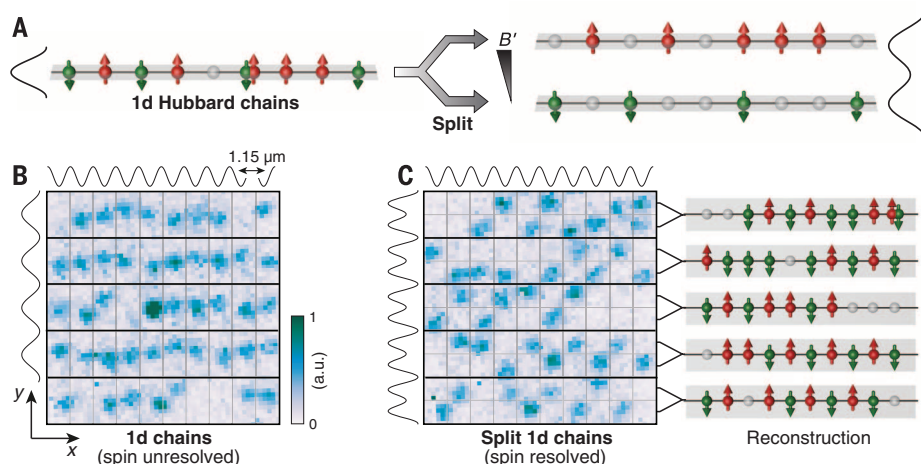 A
B'
1d Hubbard chains
Split
B
1.15 μm
C
1
(a.u.)
0
y
x
1d chains
(spin unresolved)
Split 1d chains
(spin resolved)
Reconstruction